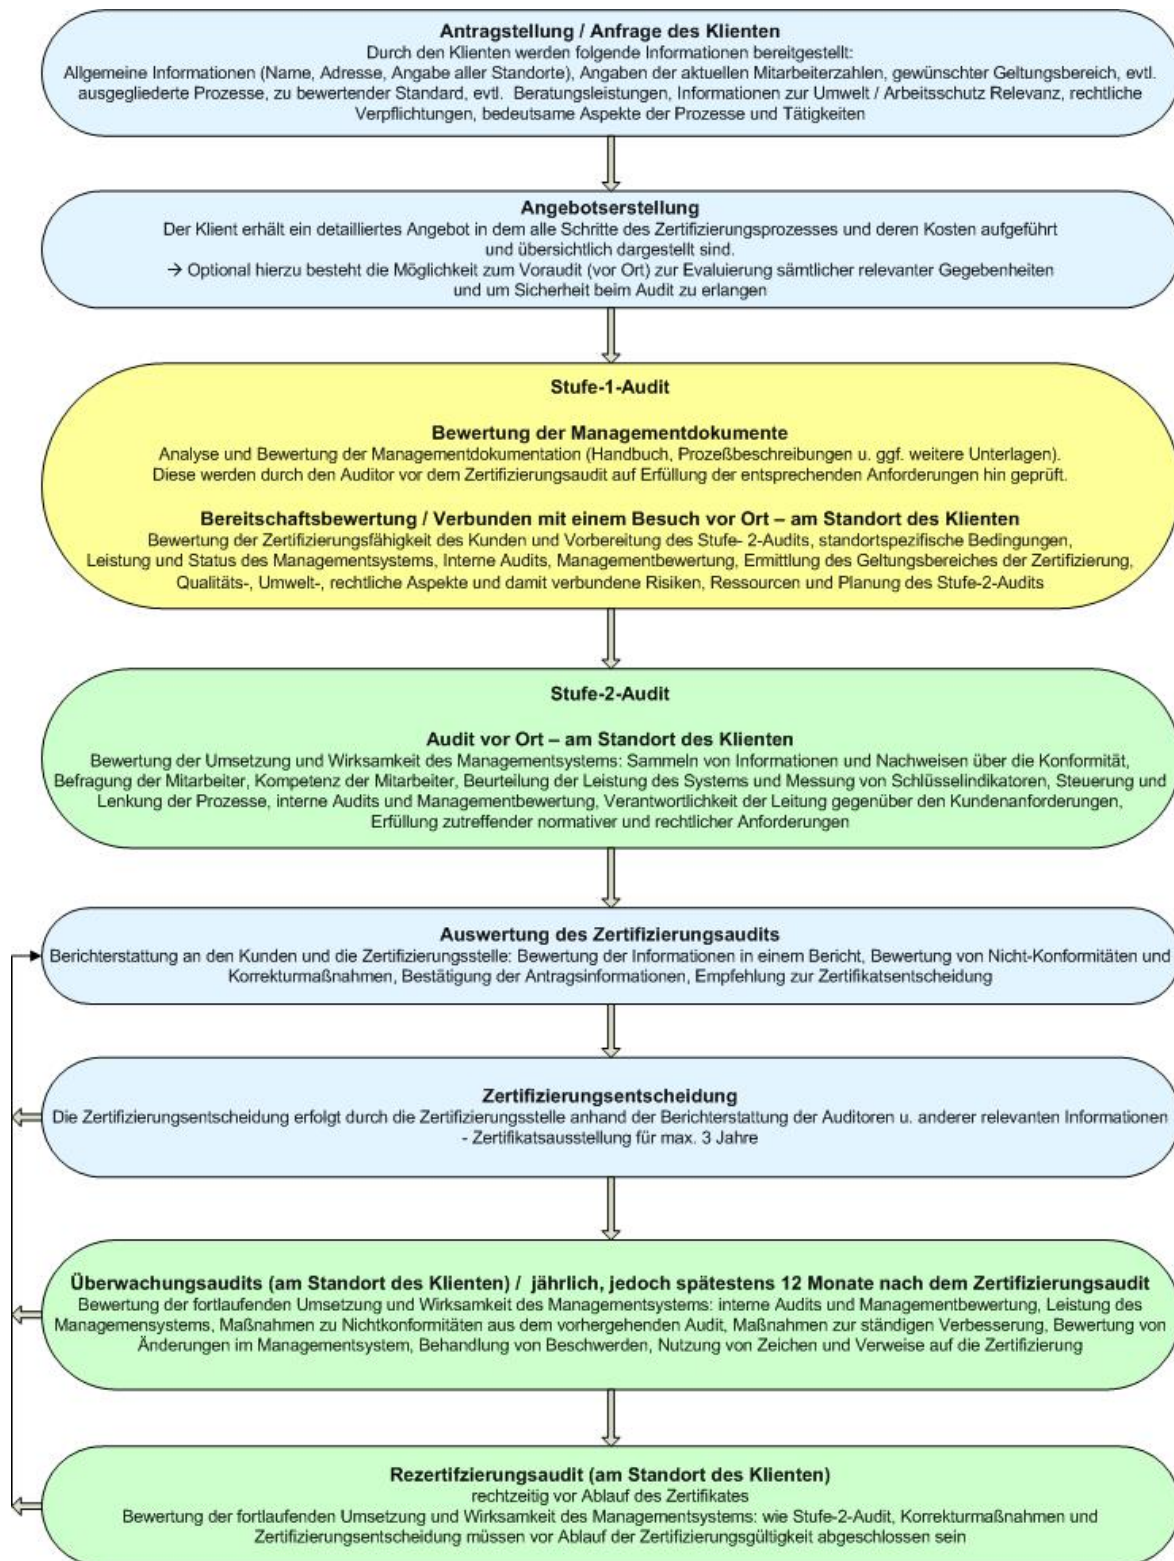 Antragstellung / Anfrage des Klienten
Durch den Klienten werden folgende Informationen bereitgestellt:
Allgemeine Informationen (Name, Adresse, Angabe aller Standorte), Angaben der aktuellen Mitarbeiterzahlen, gewünschter Geltungsbereich, evtl.
ausgegliederte Prozesse, zu bewertender Standard, evtl. Beratungsleistungen, Informationen zur Umwelt / Arbeitsschutz Relevanz, rechtliche
Verpflichtungen, bedeutsame Aspekte der Prozesse und Tätigkeiten
Angebotserstellung
Der Klient erhält ein detailliertes Angebot in dem alle Schritte des Zertifizierungsprozesses und deren Kosten aufgeführt
und übersichtlich dargestellt sind.
→ Optional hierzu besteht die Möglichkeit zum Voraudit (vor Ort) zur Evaluierung sämtlicher relevanter Gegebenheiten
und um Sicherheit beim Audit zu erlangen
Stufe-1-Audit
Bewertung der Managementdokumente
Analyse und Bewertung der Managementdokumentation (Handbuch, Prozeßbeschreibungen u. ggf. weitere Unterlagen).
Diese werden durch den Auditor vor dem Zertifizierungsaudit auf Erfüllung der entsprechenden Anforderungen hin geprüft.
Bereitschaftsbewertung / Verbunden mit einem Besuch vor Ort – am Standort des Klienten
Bewertung der Zertifizierungsfähigkeit des Kunden und Vorbereitung des Stufe- 2-Audits, standortspezifische Bedingungen,
Leistung und Status des Managementsystems, Interne Audits, Managementbewertung, Ermittlung des Geltungsbereiches der Zertifizierung,
Qualitäts-, Umwelt-, rechtliche Aspekte und damit verbundene Risiken, Ressourcen und Planung des Stufe-2-Audits
Stufe-2-Audit
Audit vor Ort – am Standort des Klienten
Bewertung der Umsetzung und Wirksamkeit des Managementsystems: Sammeln von Informationen und Nachweisen über die Konformität,
Befragung der Mitarbeiter, Kompetenz der Mitarbeiter, Beurteilung der Leistung des Systems und Messung von Schlüsselindikatoren, Steuerung und
Lenkung der Prozesse, interne Audits und Managementbewertung, Verantwortlichkeit der Leitung gegenüber den Kundenanforderungen,
Erfüllung zutreffender normativer und rechtlicher Anforderungen
Auswertung des Zertifizierungsaudits
Berichterstattung an den Kunden und die Zertifizierungsstelle: Bewertung der Informationen in einem Bericht, Bewertung von Nicht-Konformitäten und
Korrekturmaßnahmen, Bestätigung der Antragsinformationen, Empfehlung zur Zertifikatsentscheidung
Zertifizierungsentscheidung
Die Zertifizierungsentscheidung erfolgt durch die Zertifizierungsstelle anhand der Berichterstattung der Auditoren u. anderer relevanten Informationen
- Zertifikatsausstellung für max. 3 Jahre
Überwachungsaudits (am Standort des Klienten) / jährlich, jedoch spätestens 12 Monate nach dem Zertifizierungsaudit
Bewertung der fortlaufenden Umsetzung und Wirksamkeit des Managementsystems: interne Audits und Managementbewertung, Leistung des
Managemensystems, Maßnahmen zu Nichtkonformitäten aus dem vorhergehenden Audit, Maßnahmen zur ständigen Verbesserung, Bewertung von
Änderungen im Managementsystem, Behandlung von Beschwerden, Nutzung von Zeichen und Verweise auf die Zertifizierung
Rezertifzierungsaudit (am Standort des Klienten)
rechtzeitig vor Ablauf des Zertifikates
Bewertung der fortlaufenden Umsetzung und Wirksamkeit des Managementsystems: wie Stufe-2-Audit, Korrekturmaßnahmen und
Zertifizierungsentscheidung müssen vor Ablauf der Zertifizierungsgültigkeit abgeschlossen sein